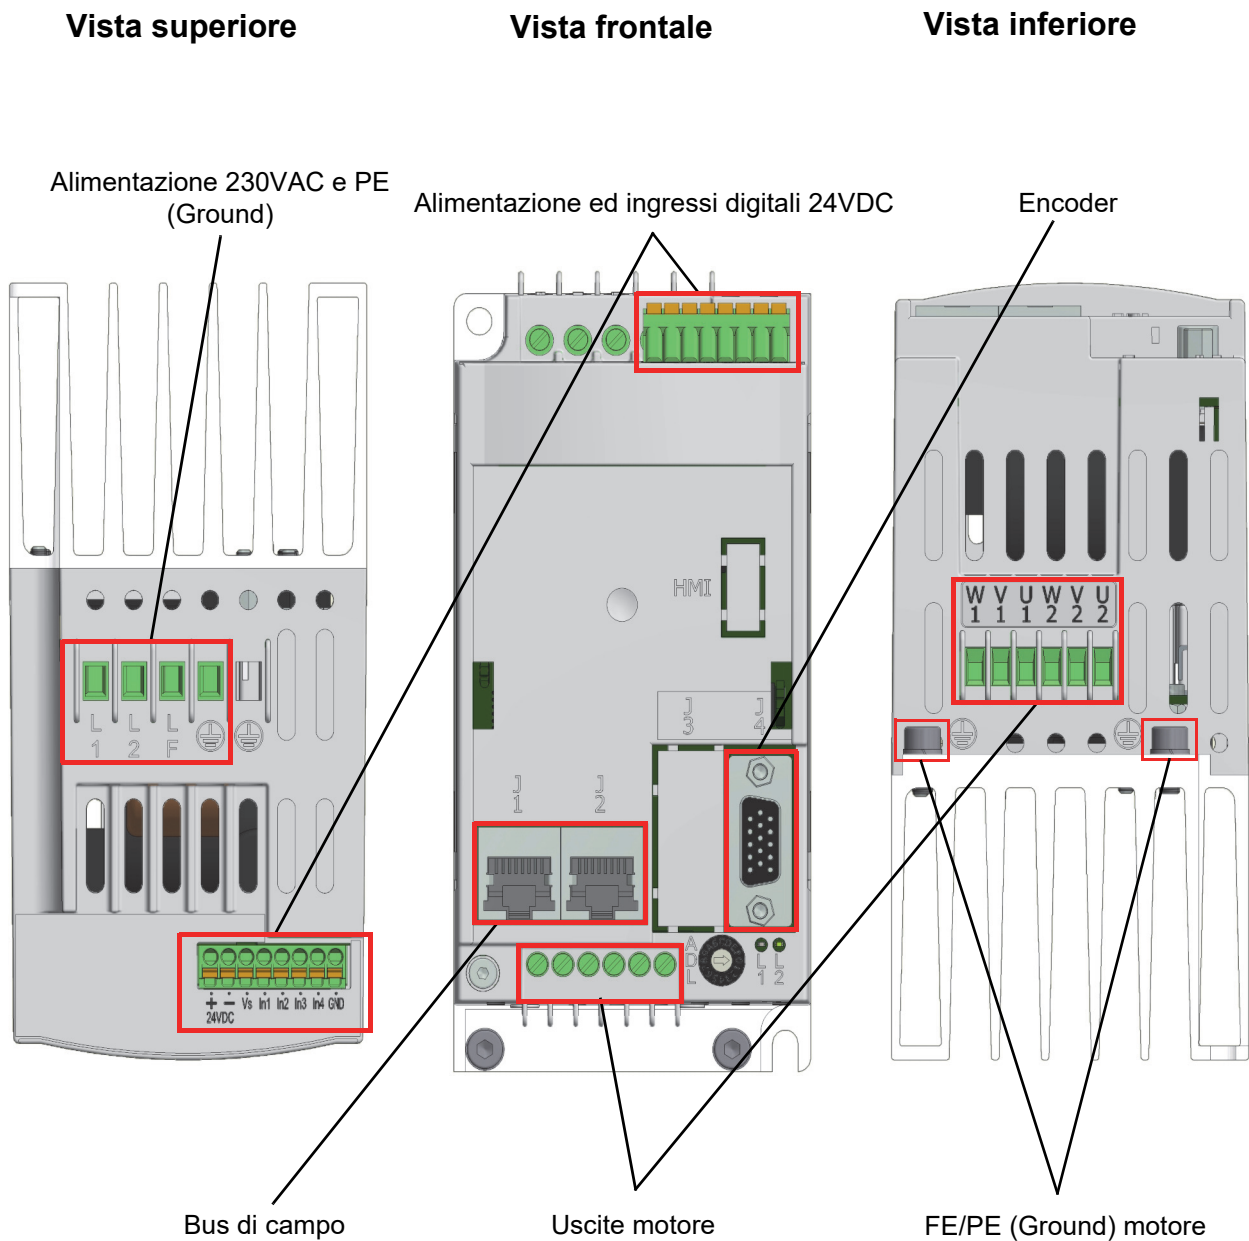 Vista superiore
Vista frontale
Vista inferiore
Alimentazione 230VAC e PE
(Ground)
Alimentazione ed ingressi digitali 24VDC
Encoder
HMI
W V U W V U
1 1 1 2 2 2
J J
3 4
L L L
1 2 F
J J
1 2
A
D
L
L L
1 2
+ − Vs In1 In2 In3 In4 GND
24VDC
Bus di campo
Uscite motore
FE/PE (Ground) motore